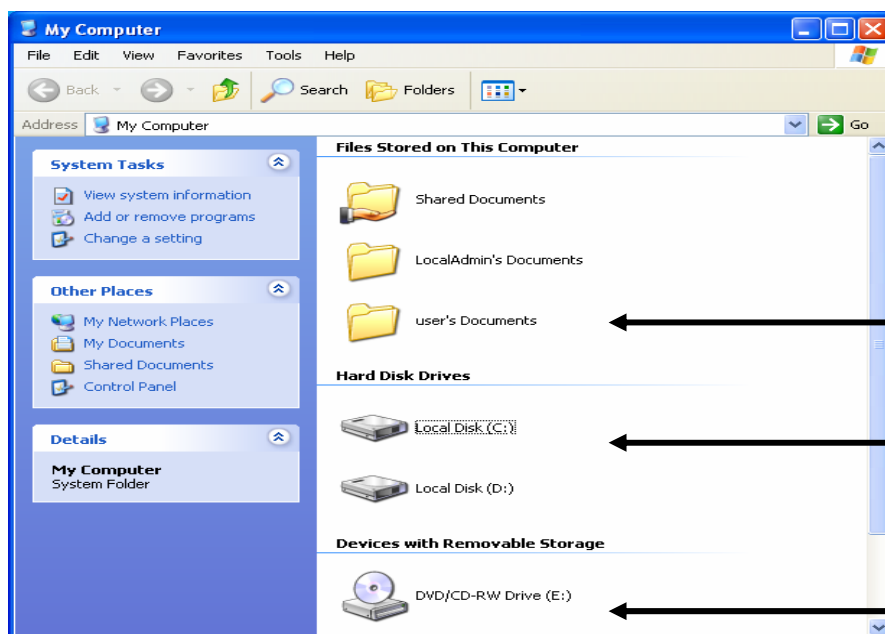 My Computer
File Edit View Favorites Tools Help
Back Search Folders
Address My Computer Go
System Tasks
View system information
Add or remove programs
Change a setting
Other Places
My Network Places
My Documents
Shared Documents
Control Panel
Details
My Computer
System Folder
Files Stored on This Computer
Shared Documents
LocalAdmin's Documents
user's Documents
Hard Disk Drives
Local Disk (C:)
Local Disk (D:)
Devices with Removable Storage
DVD/CD-RW Drive (E:)